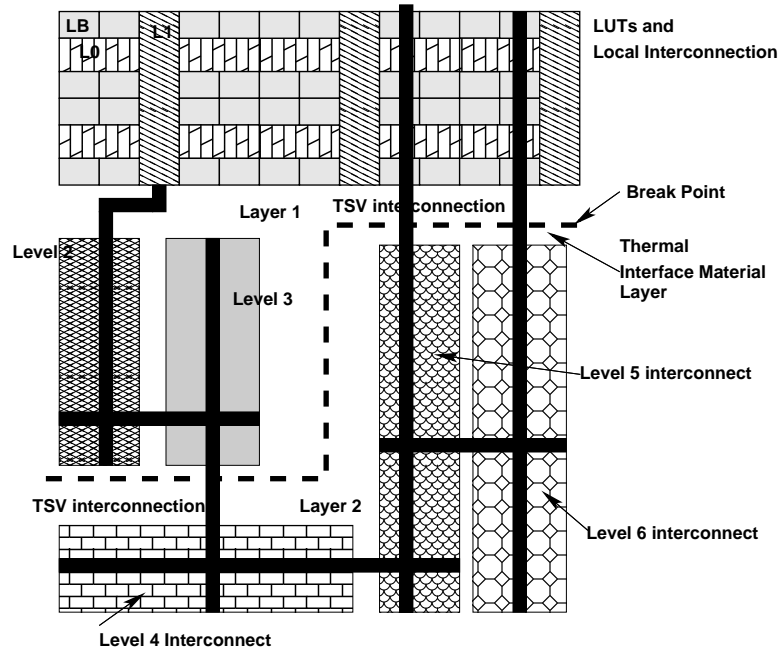 LB
L1
LUTs and
L0
Local Interconnection
Break Point
Layer 1
TSV interconnection
Thermal
Level 2
Interface Material
Layer
Level 3
Level 5 interconnect
TSV interconnection
Layer 2
Level 6 interconnect
Level 4 Interconnect